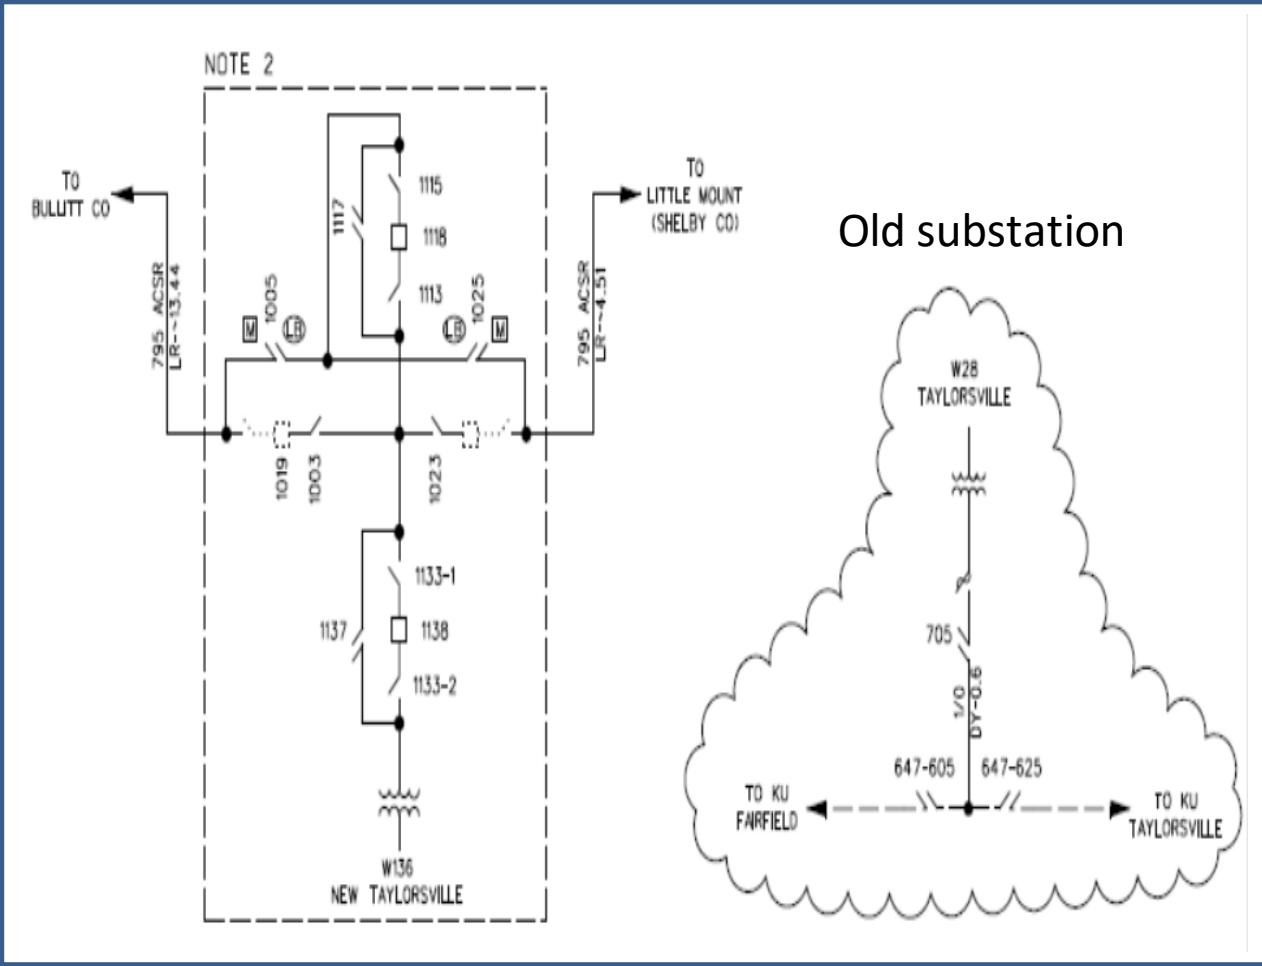 NOTE 2
TO
BULLITT CO
795 ACSR
LR-~13.44
M
1005
LB
1117
1115
1118
1113
LB
1025
M
795 ACSR
LR-~4.51
TO
LITTLE MOUNT
(SHELBY CO)
1019
1003
1023
1133-1
1137
1138
1133-2
W136
NEW TAYLORSVILLE
Old substation
W28
TAYLORSVILLE
705
1/0
DY-0.6
647-605
647-625
TO KU
FAIRFIELD
TO KU
TAYLORSVILLE